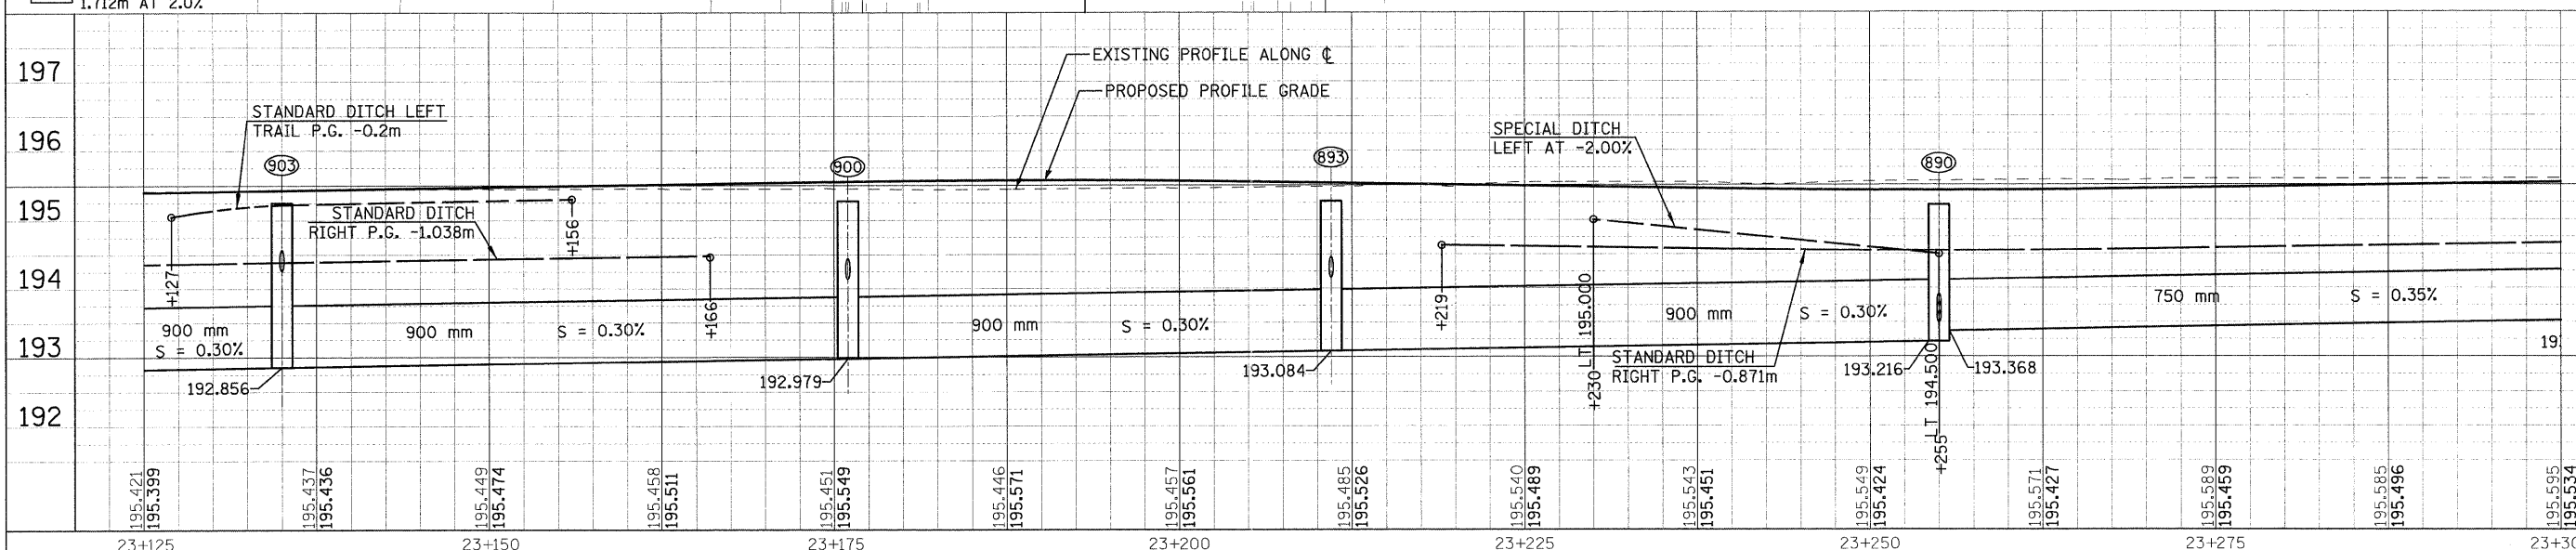 1.712m AT 2.0%
EXISTING PROFILE ALONG ℄
PROPOSED PROFILE GRADE
197
196
195
194
193
192
STANDARD DITCH LEFT
TRAIL P.G. -0.2m
903
STANDARD DITCH
RIGHT P.G. -1.038m
+127
+156
+166
900 mm
S = 0.30%
900 mm
S = 0.30%
192.856
900
192.979
900 mm
S = 0.30%
893
193.084
SPECIAL DITCH
LEFT AT -2.00%
+219
+230 LT 195.000
900 mm
S = 0.30%
STANDARD DITCH
RIGHT P.G. -0.871m
890
193.216
193.368
+255
LT 194.500
750 mm
S = 0.35%
195.421
195.399
195.437
195.436
195.449
195.474
195.458
195.511
195.451
195.549
195.446
195.571
195.457
195.561
195.485
195.526
195.540
195.489
195.543
195.451
195.549
195.424
195.571
195.427
195.589
195.459
195.585
195.496
195.595
195.534
23+125
23+150
23+175
23+200
23+225
23+250
23+275